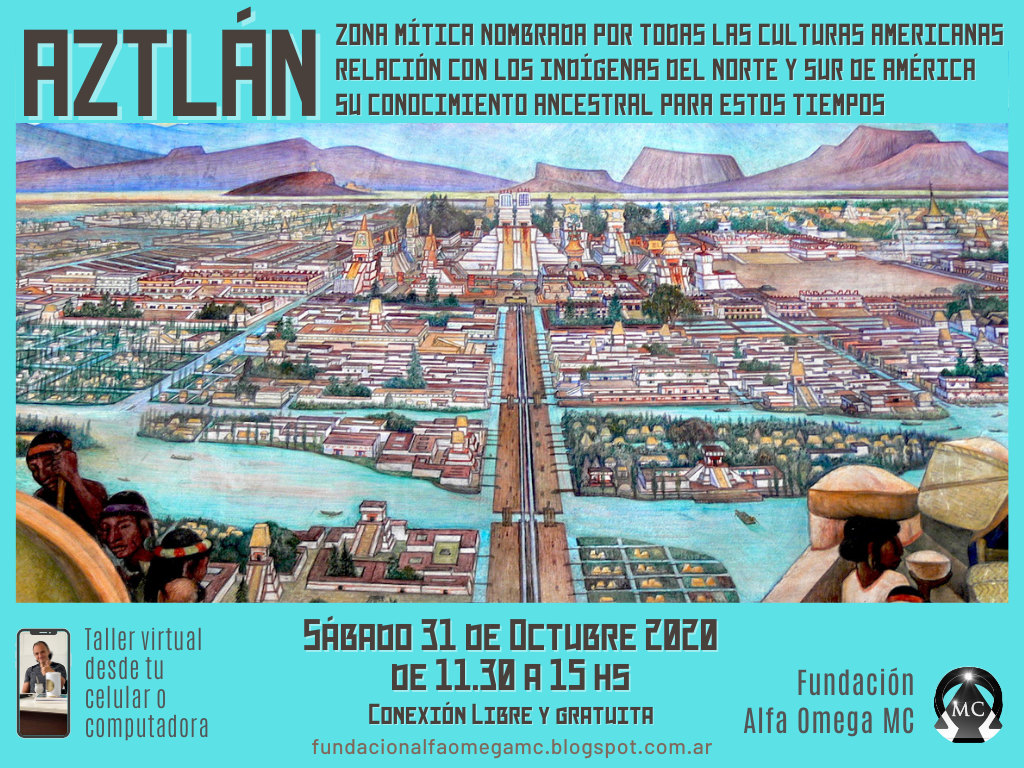 AZTLÁN
ZONA MÍTICA NOMBRADA POR TODAS LAS CULTURAS AMERICANAS
RELACIÓN CON LOS INDÍGENAS DEL NORTE Y SUR DE AMÉRICA
SU CONOCIMIENTO ANCESTRAL PARA ESTOS TIEMPOS
Taller virtual
desde tu
celular o
computadora
SÁBADO 31 DE OCTUBRE 2020
DE 11.30 A 15 HS
CONEXIÓN LIBRE Y GRATUITA
fundacionalfaomegamc.blogspot.com.ar
Fundación
Alfa Omega MC
MC